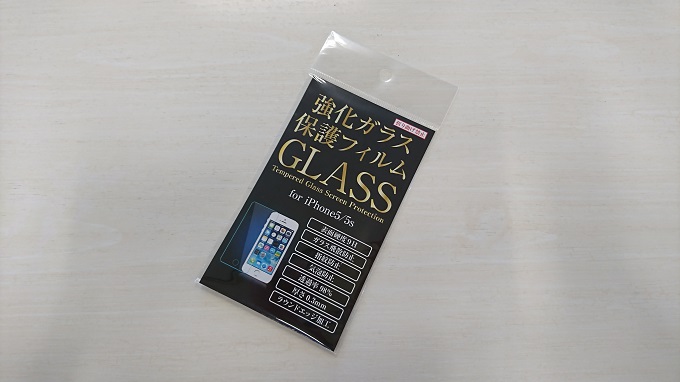 強化ガラス
保護フィルム
GLASS
Tempered Glass Screen Protection
for iPhone5/5s
表面硬度9H
ガラス飛散防止
指紋防止
気泡防止
透過率98%
厚さ0.3mm
ラウンドエッジ加工